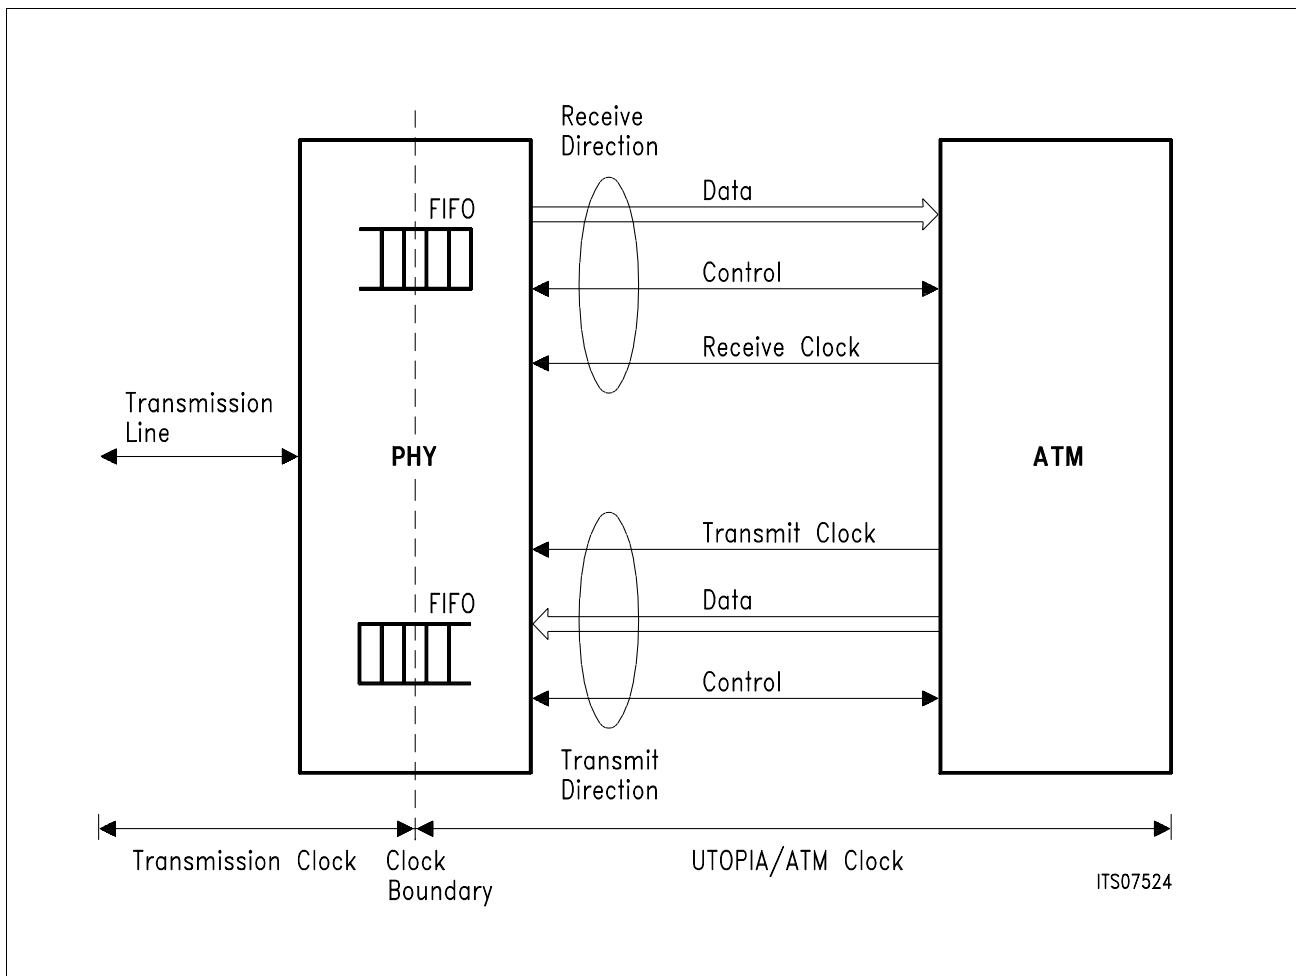 Receive
Direction
Data
FIFO
Control
Receive Clock
Transmission
Line
PHY
ATM
Transmit Clock
Data
FIFO
Control
Transmit
Direction
Transmission Clock
Clock
Boundary
UTOPIA/ATM Clock
ITS07524